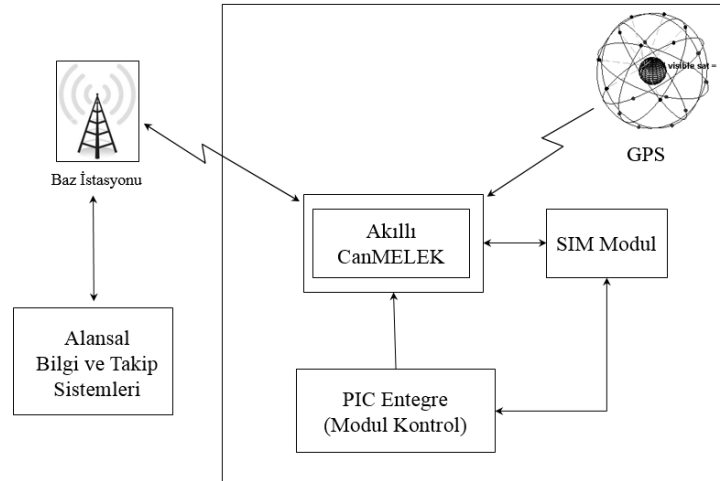 visible sat =
GPS
Baz İstasyonu
Akıllı
CanMELEK
SIM Modul
Alansal
Bilgi ve Takip
Sistemleri
PIC Entegre
(Modul Kontrol)